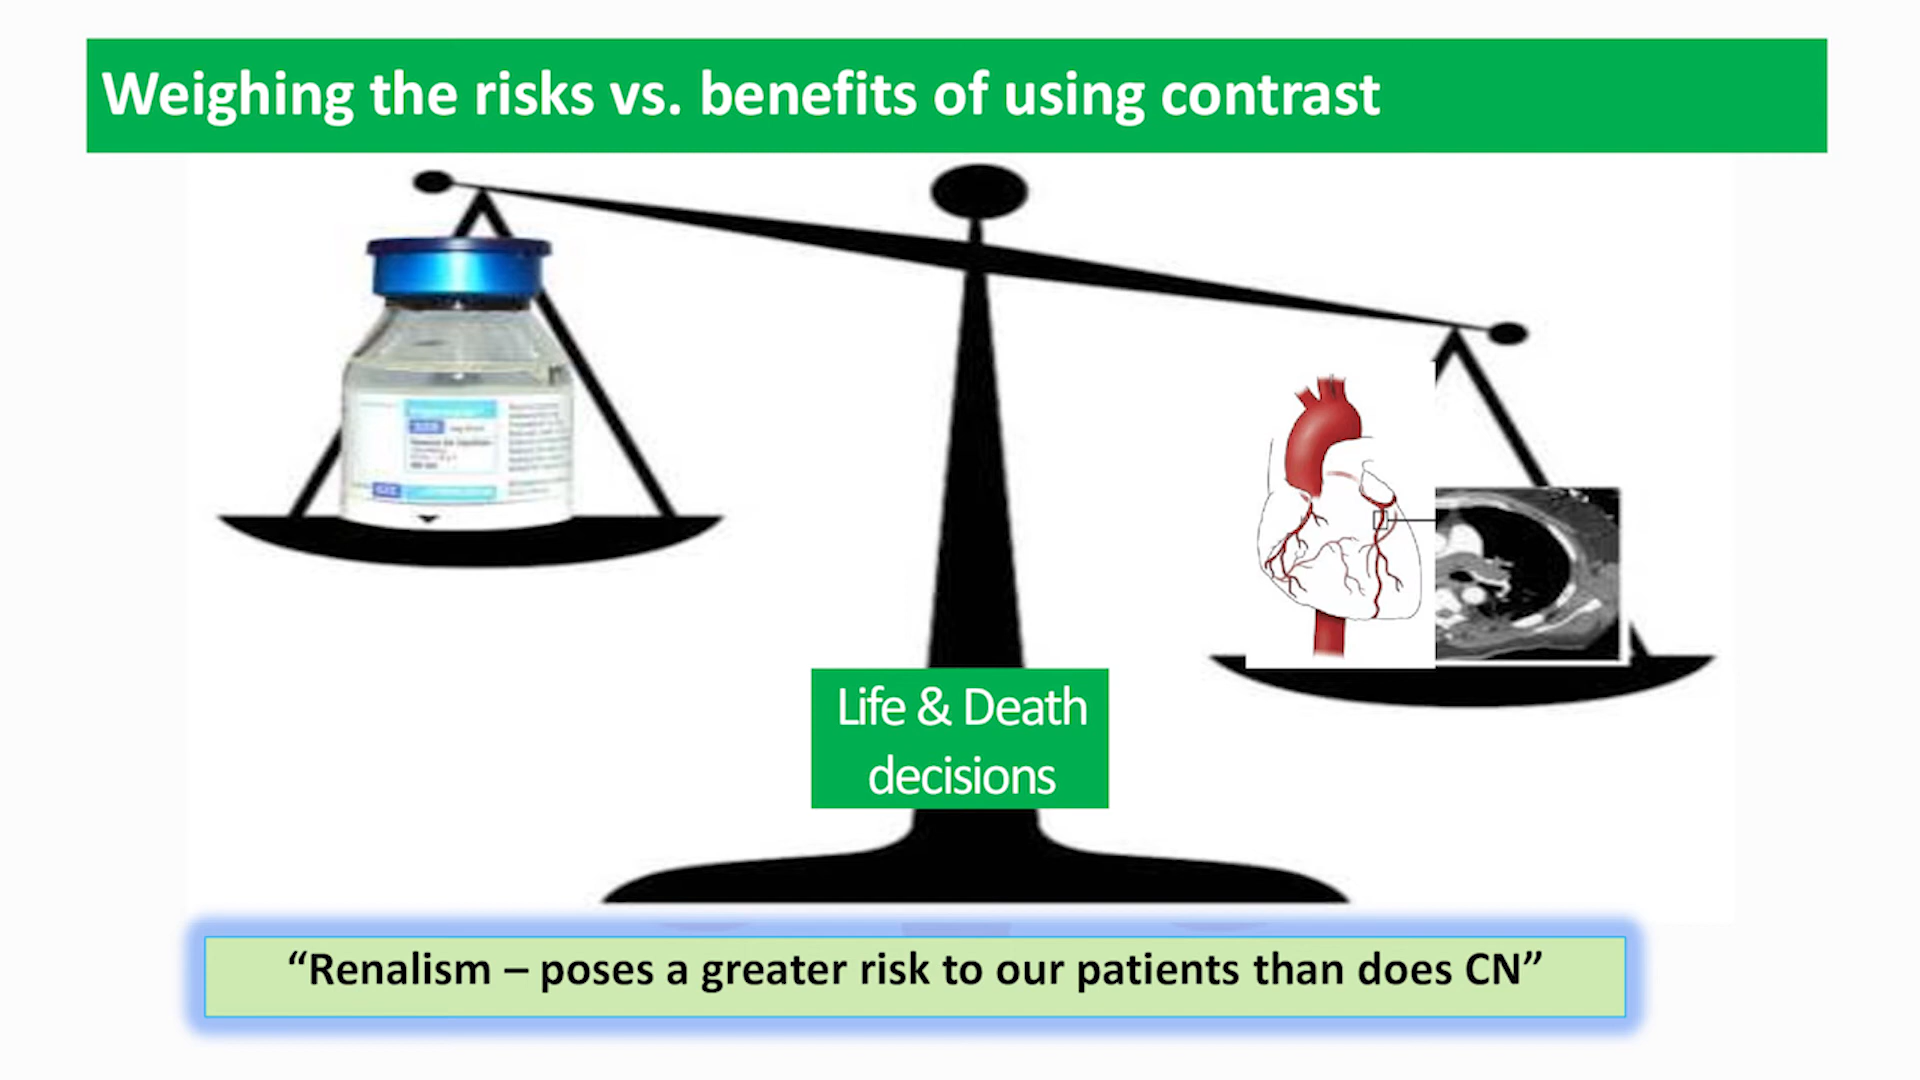 Weighing the risks vs. benefits of using contrast
Life & Death
decisions
“Renalism – poses a greater risk to our patients than does CN”